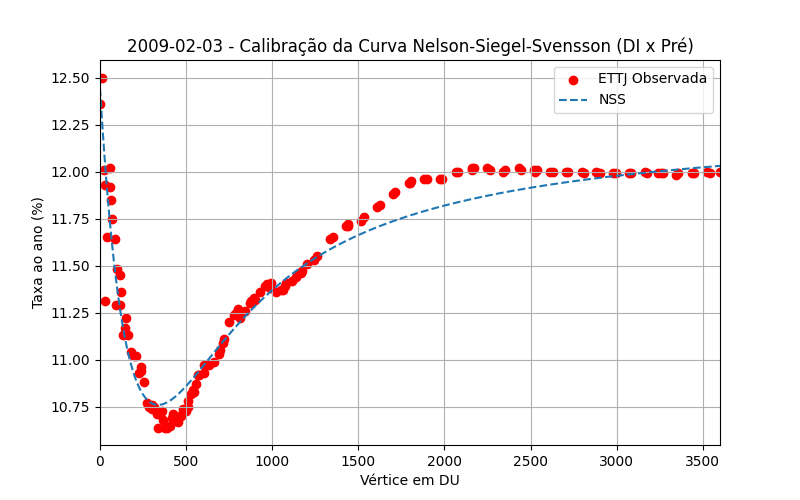 2009-02-03 - Calibração da Curva Nelson-Siegel-Svensson (DI x Pré)
ETTJ Observada
NSS
Taxa ao ano (%)
12.50
12.25
12.00
11.75
11.50
11.25
11.00
10.75
0 500 1000 1500 2000 2500 3000 3500
Vértice em DU